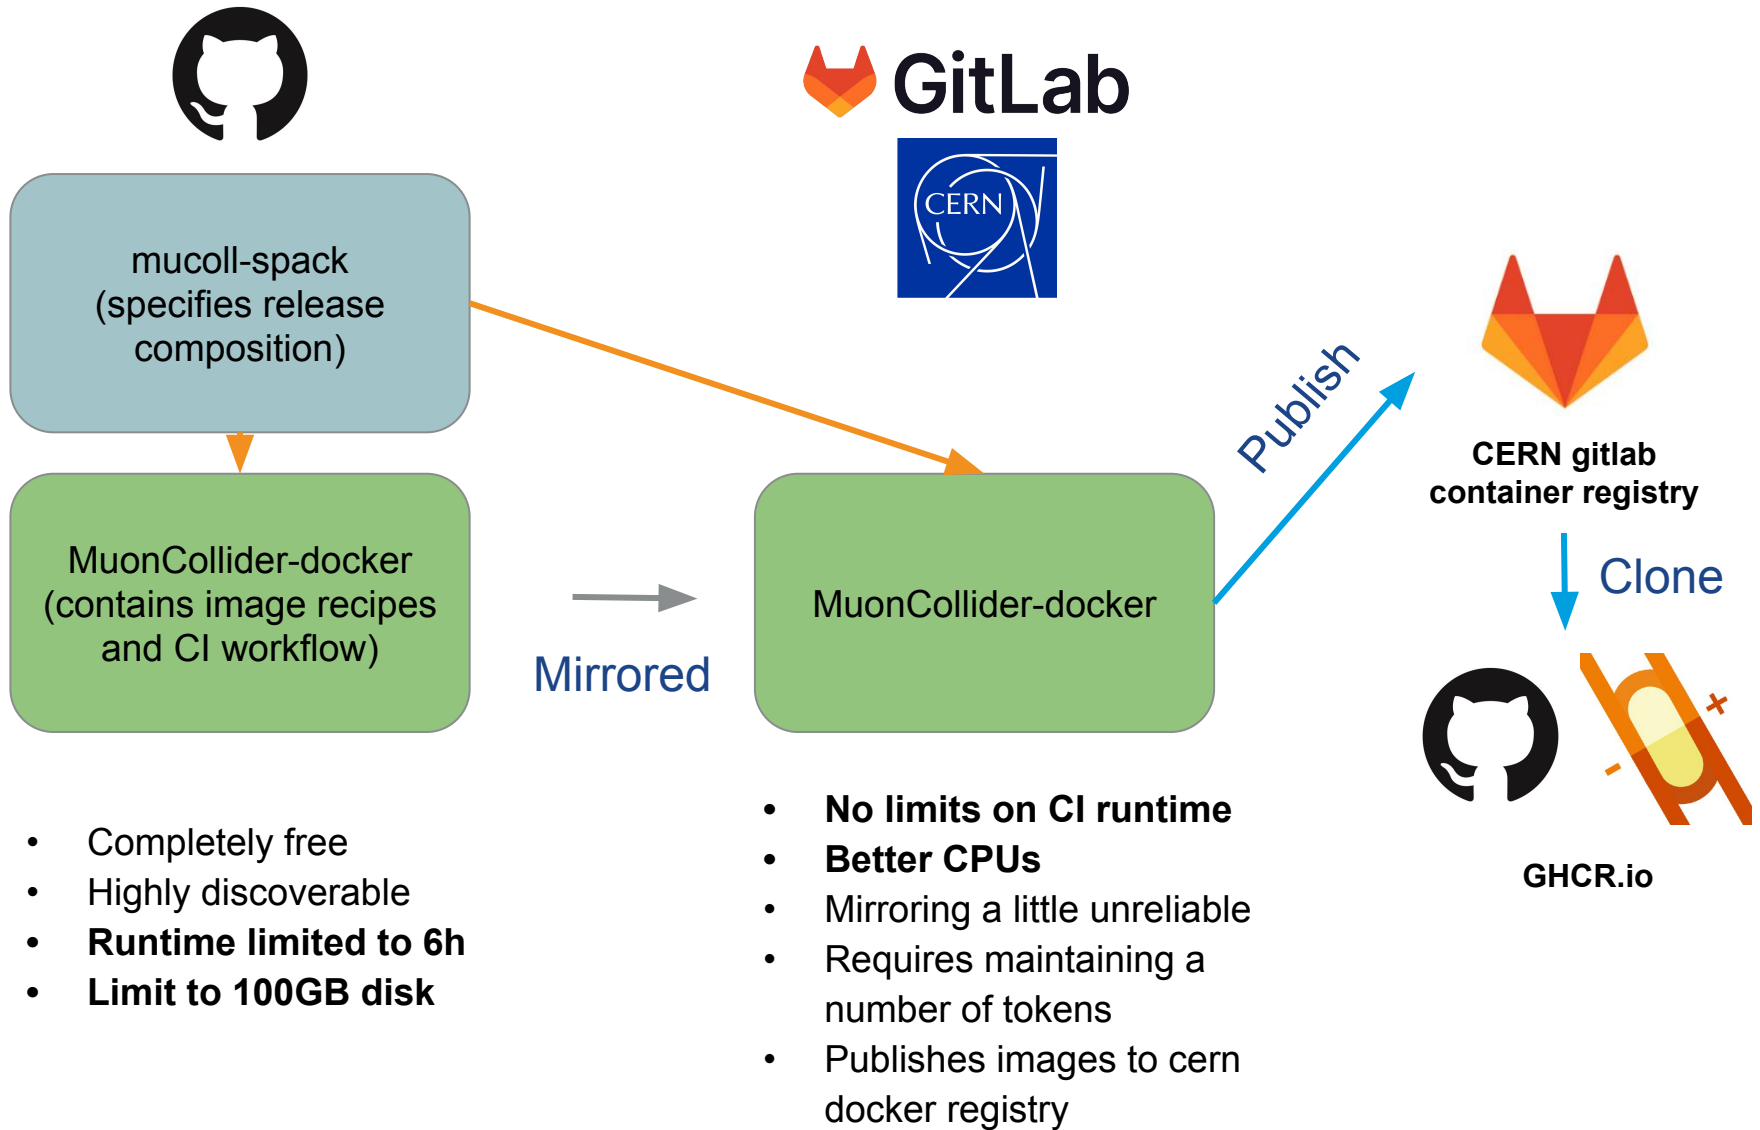 GitLab
CERN
mucoll-spack
(specifies release
composition)
MuonCollider-docker
(contains image recipes
and CI workflow)
Mirrored
MuonCollider-docker
Publish
CERN gitlab
container registry
Clone
GHCR.io
• Completely free
• Highly discoverable
• Runtime limited to 6h
• Limit to 100GB disk
• No limits on CI runtime
• Better CPUs
• Mirroring a little unreliable
• Requires maintaining a
number of tokens
• Publishes images to cern
docker registry